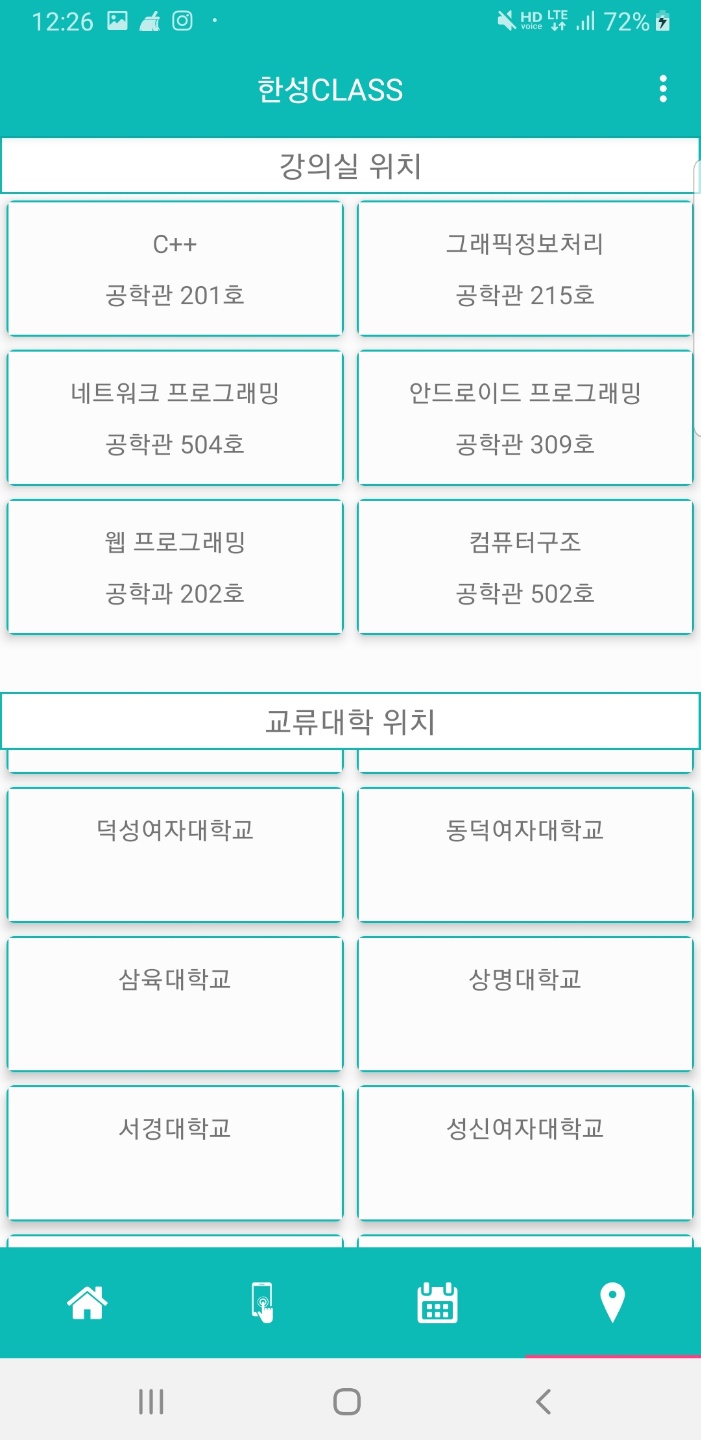 12:26
HD voice LTE 72%
한성CLASS
강의실 위치
C++
공학관 201호
그래픽정보처리
공학관 215호
네트워크 프로그래밍
공학관 504호
안드로이드 프로그래밍
공학관 309호
웹 프로그래밍
공학과 202호
컴퓨터구조
공학관 502호
교류대학 위치
덕성여자대학교
동덕여자대학교
삼육대학교
상명대학교
서경대학교
성신여자대학교